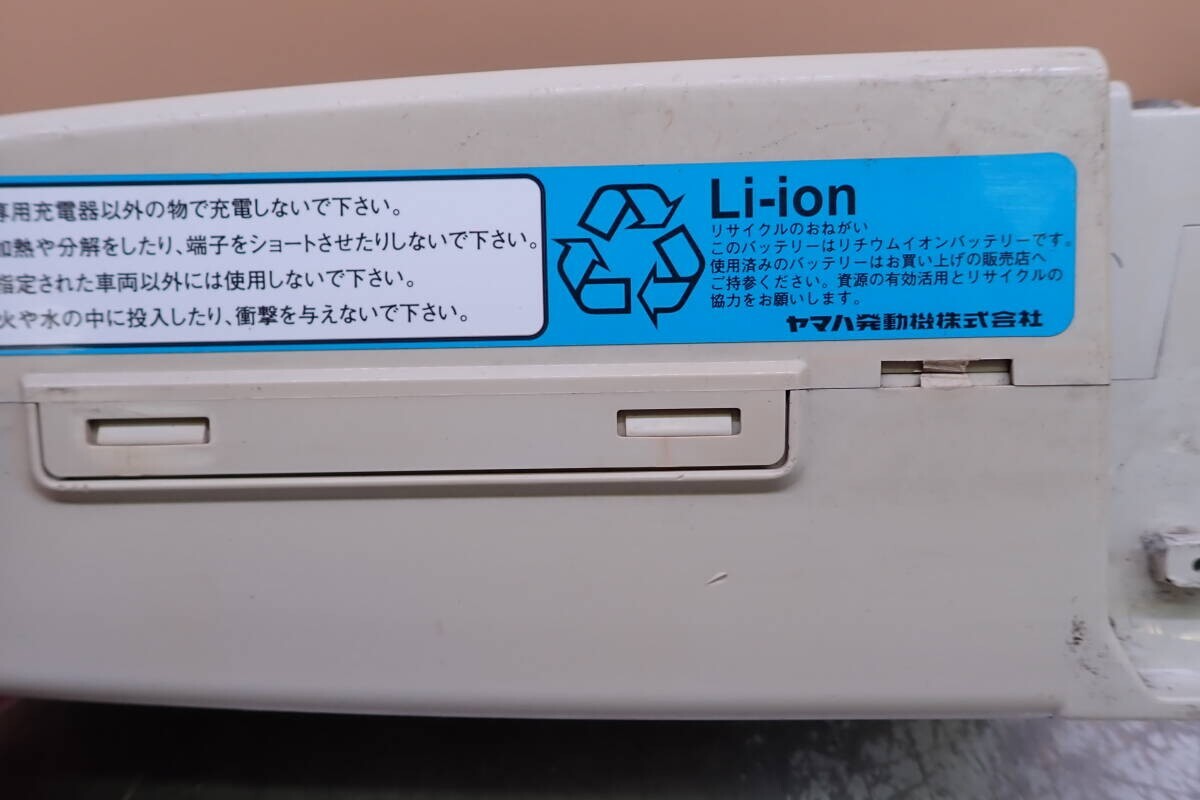 専用充電器以外の物で充電しないで下さい。
加熱や分解をしたり、端子をショートさせたりしないで下さい。
指定された車両以外には使用しないで下さい。
火や水の中に投入したり、衝撃を与えないで下さい。
Li-ion
リサイクルのおねがい
このバッテリーはリチウムイオンバッテリーです。
使用済みのバッテリーはお買い上げの販売店へ
ご持参ください。資源の有効活用とリサイクルの
協力をお願いします。
ヤマハ発動機株式会社